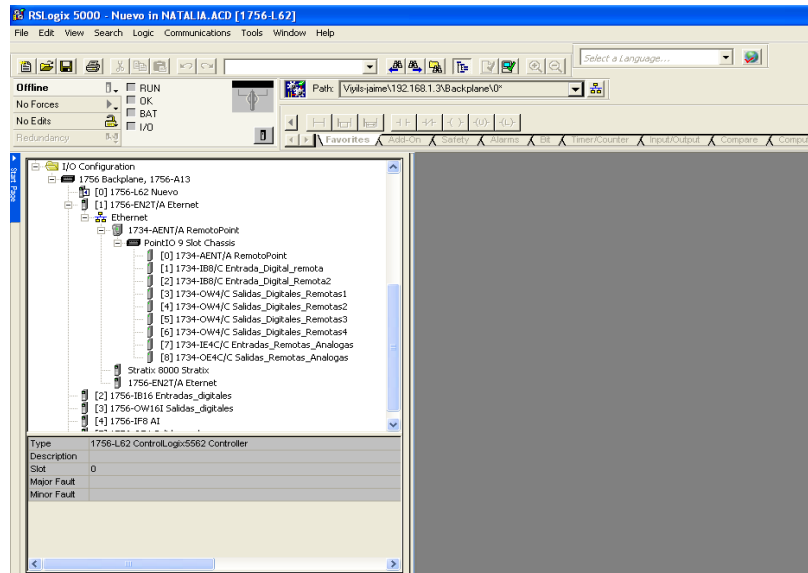 RSLogix 5000 - Nuevo in NATALIA.ACD [1756-L62]
File Edit View Search Logic Communications Tools Window Help
Select a Language...
Offline
RUN
Path: Viyils-jaime\192.168.1.3\Backplane\0*
No Forces
OK
BAT
No Edits
I/O
Redundancy
Favorites Add-On Safety Alarms Bit Timer/Counter Input/Output Compare
Start Page
I/O Configuration
1756 Backplane, 1756-A13
[0] 1756-L62 Nuevo
[1] 1756-EN2T/A Eternet
Ethernet
1734-AENT/A RemotoPoint
PointIO 9 Slot Chassis
[0] 1734-AENT/A RemotoPoint
[1] 1734-IB8/C Entrada_Digital_remota
[2] 1734-IB8/C Entrada_Digital_Remota2
[3] 1734-OW4/C Salidas_Digitales_Remotas1
[4] 1734-OW4/C Salidas_Digitales_Remotas2
[5] 1734-OW4/C Salidas_Digitales_Remotas3
[6] 1734-OW4/C Salidas_Digitales_Remotas4
[7] 1734-IE4C/C Entradas_Remotas_Analogas
[8] 1734-OE4C/C Salidas_Remotas_Analogas
Stratix 8000 Stratix
1756-EN2T/A Eternet
[2] 1756-IB16 Entradas_digitales
[3] 1756-OW16I Salidas_digitales
[4] 1756-IF8 AI
Type 1756-L62 ControlLogix5562 Controller
Description
Slot 0
Major Fault
Minor Fault